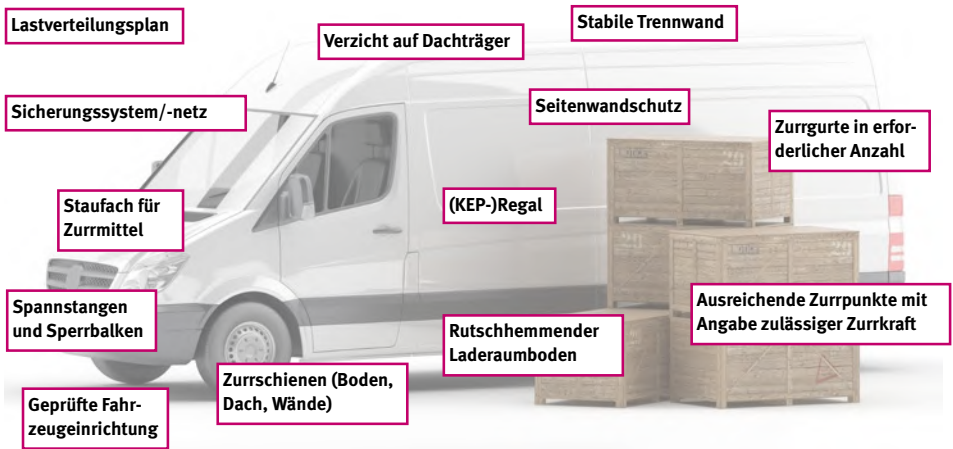 Lastverteilungsplan
Verzicht auf Dachträger
Stabile Trennwand
Sicherungssystem/-netz
Seitenwandschutz
Zurrgurte in erfor-
derlicher Anzahl
Staufach für
Zurrmittel
(KEP-)Regal
Spannstangen
und Sperrbalken
Rutschhemmender
Laderaumboden
Ausreichende Zurrpunkte mit
Angabe zulässiger Zurrkraft
Zurrschienen (Boden,
Dach, Wände)
Geprüfte Fahr-
zeugeinrichtung